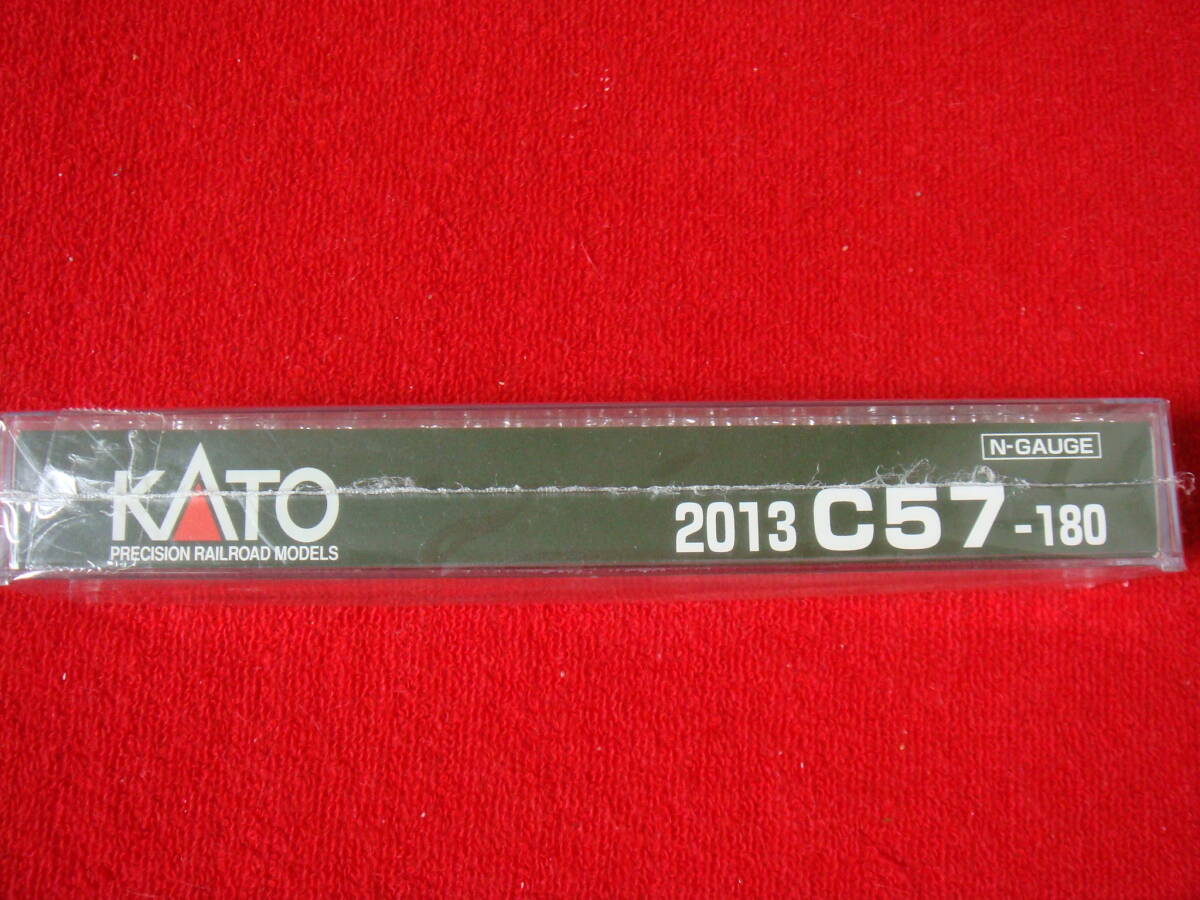 N-GAUGE
KATO
PRECISION RAILROAD MODELS
2013 C57-180